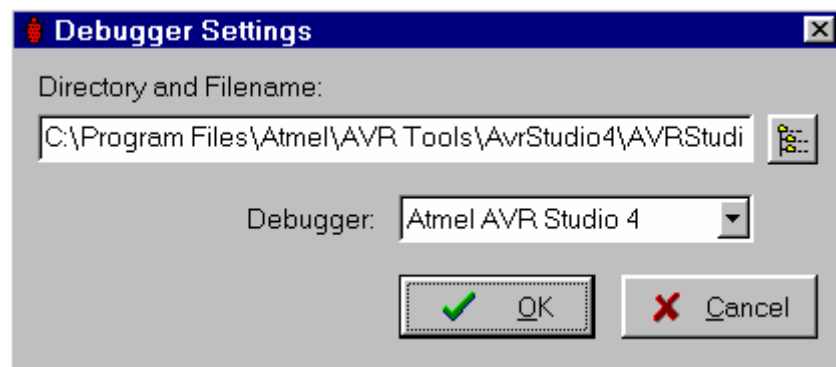 Debugger Settings
Directory and Filename:
C:\Program Files\Atmel\AVR Tools\AvrStudio4\AVRStudi
Debugger: Atmel AVR Studio 4
OK Cancel